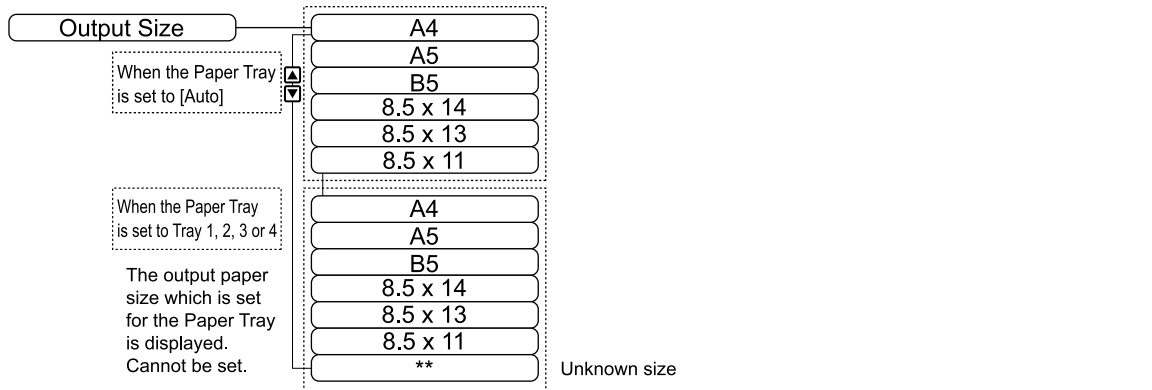 Output Size
A4
A5
B5
8.5 x 14
8.5 x 13
8.5 x 11
When the Paper Tray
is set to [Auto]
When the Paper Tray
is set to Tray 1, 2, 3 or 4
The output paper
size which is set
for the Paper Tray
is displayed.
Cannot be set.
A4
A5
B5
8.5 x 14
8.5 x 13
8.5 x 11
**
Unknown size